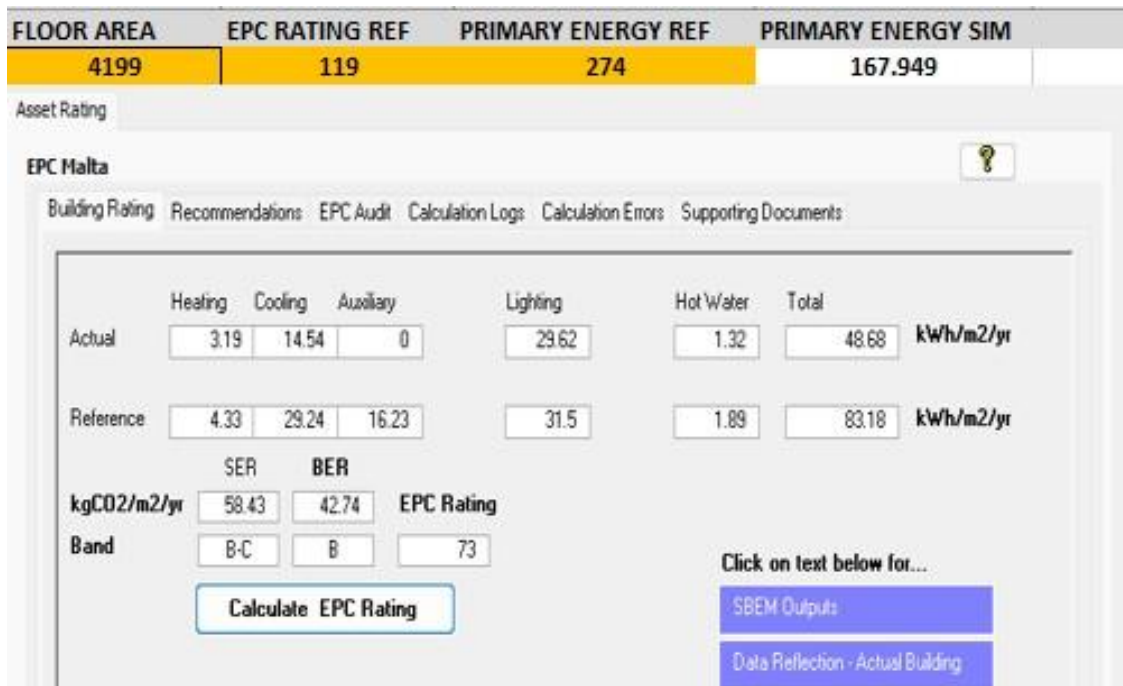 FLOOR AREA EPC RATING REF PRIMARY ENERGY REF PRIMARY ENERGY SIM
4199 119 274 167.949
Asset Rating
EPC Malta
?
Building Rating Recommendations EPC Audit Calculation Logs Calculation Errors Supporting Documents
Heating Cooling Auxiliary Lighting Hot Water Total
Actual 3.19 14.54 0 29.62 1.32 48.68 kWh/m2/yr
Reference 4.33 29.24 16.23 31.5 1.89 83.18 kWh/m2/yr
SER BER
kgCO2/m2/yr 58.43 42.74 EPC Rating
Band B-C B 73
Click on text below for...
Calculate EPC Rating SBEM Outputs
Data Reflection - Actual Building